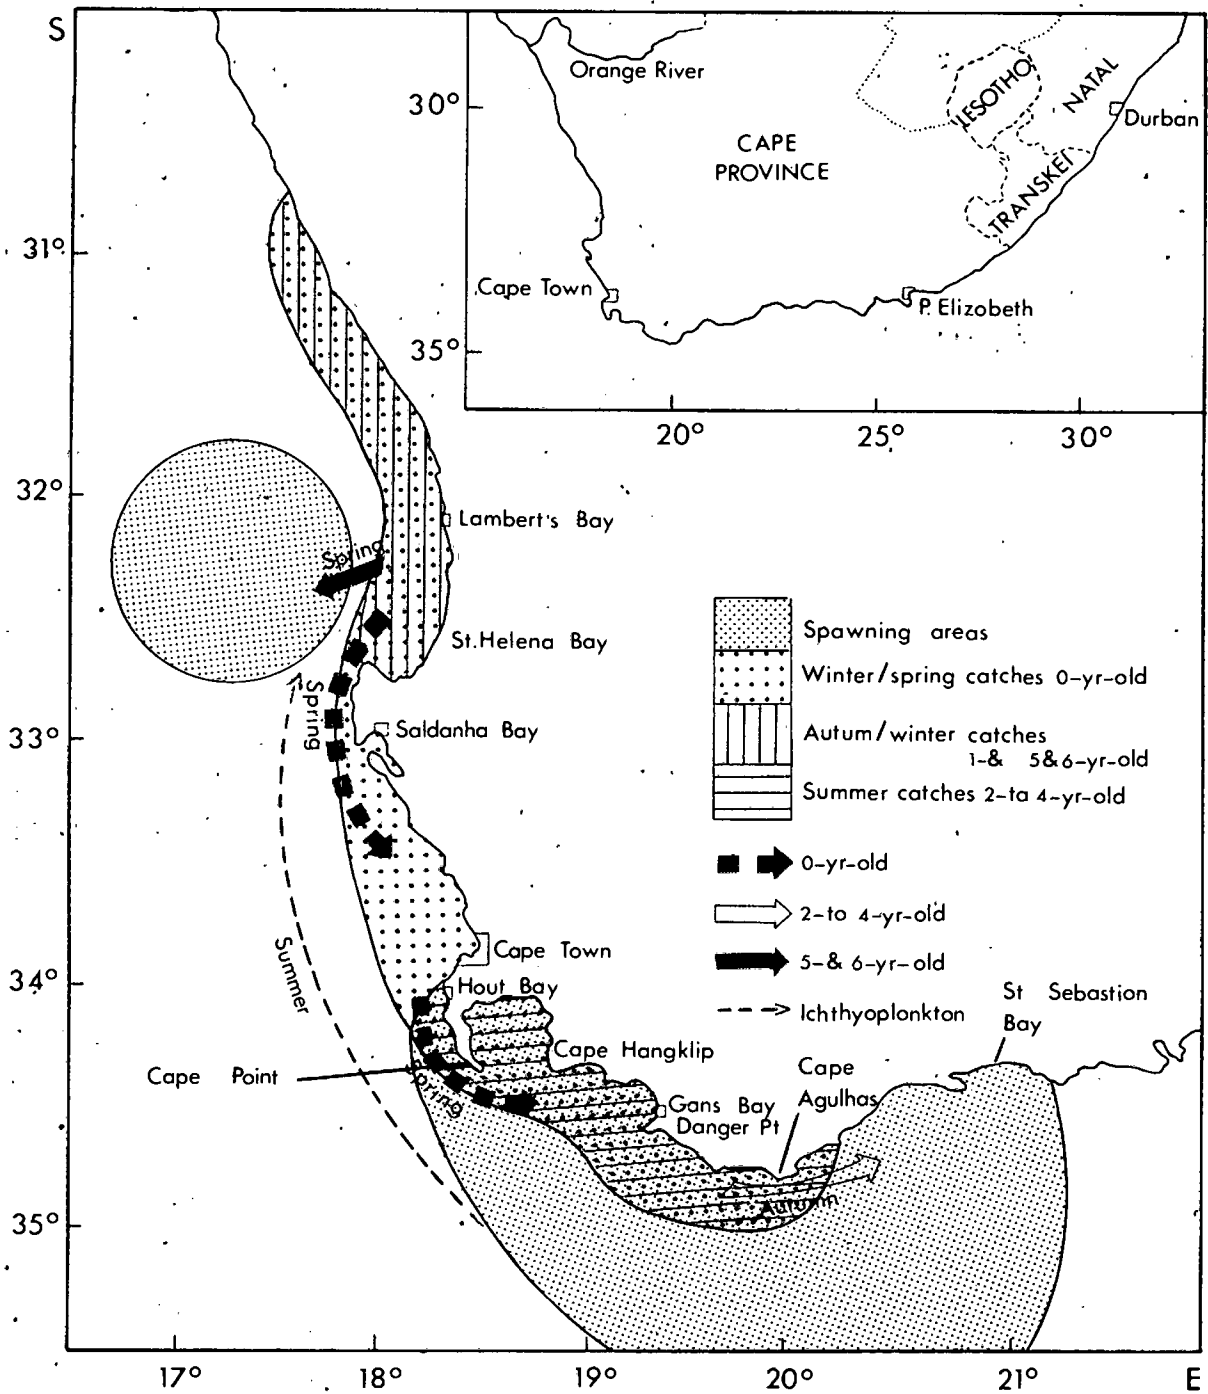 S
Orange River
30°
LESOTHO
NATAL
Durban
CAPE
PROVINCE
TRANSKEI
31°
Cape Town
P. Elizobeth
35°
20°
25°
30°
32°
Lambert's Bay
Spring
St. Helena Bay
Spawning areas
Winter/spring catches 0-yr-old
Spring
33°
Saldanha Bay
Autum/winter catches
1-& 5&6-yr-old
Summer catches 2-to 4-yr-old
0-yr-old
2-to 4-yr-old
Summer
Cape Town
5-& 6-yr-old
34°
Hout Bay
St Sebastion
Bay
Ichthyoplonkton
Cape Hangklip
Cape Point
Spring
Cape
Agulhas
Gans Bay
Danger Pt
Autumn
35°
17°
18°
19°
20°
21°
E